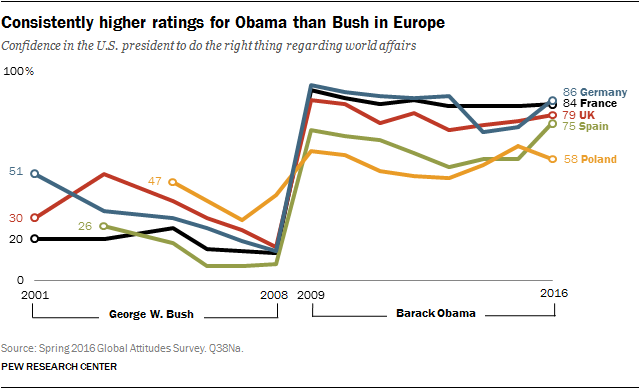 Consistently higher ratings for Obama than Bush in Europe
Confidence in the U.S. president to do the right thing regarding world affairs
100%
86 Germany
84 France
79 UK
75 Spain
58 Poland
51
47
30
26
20
0
2001
2008 2009
2016
George W. Bush
Barack Obama
Source: Spring 2016 Global Attitudes Survey. Q38Na.
PEW RESEARCH CENTER